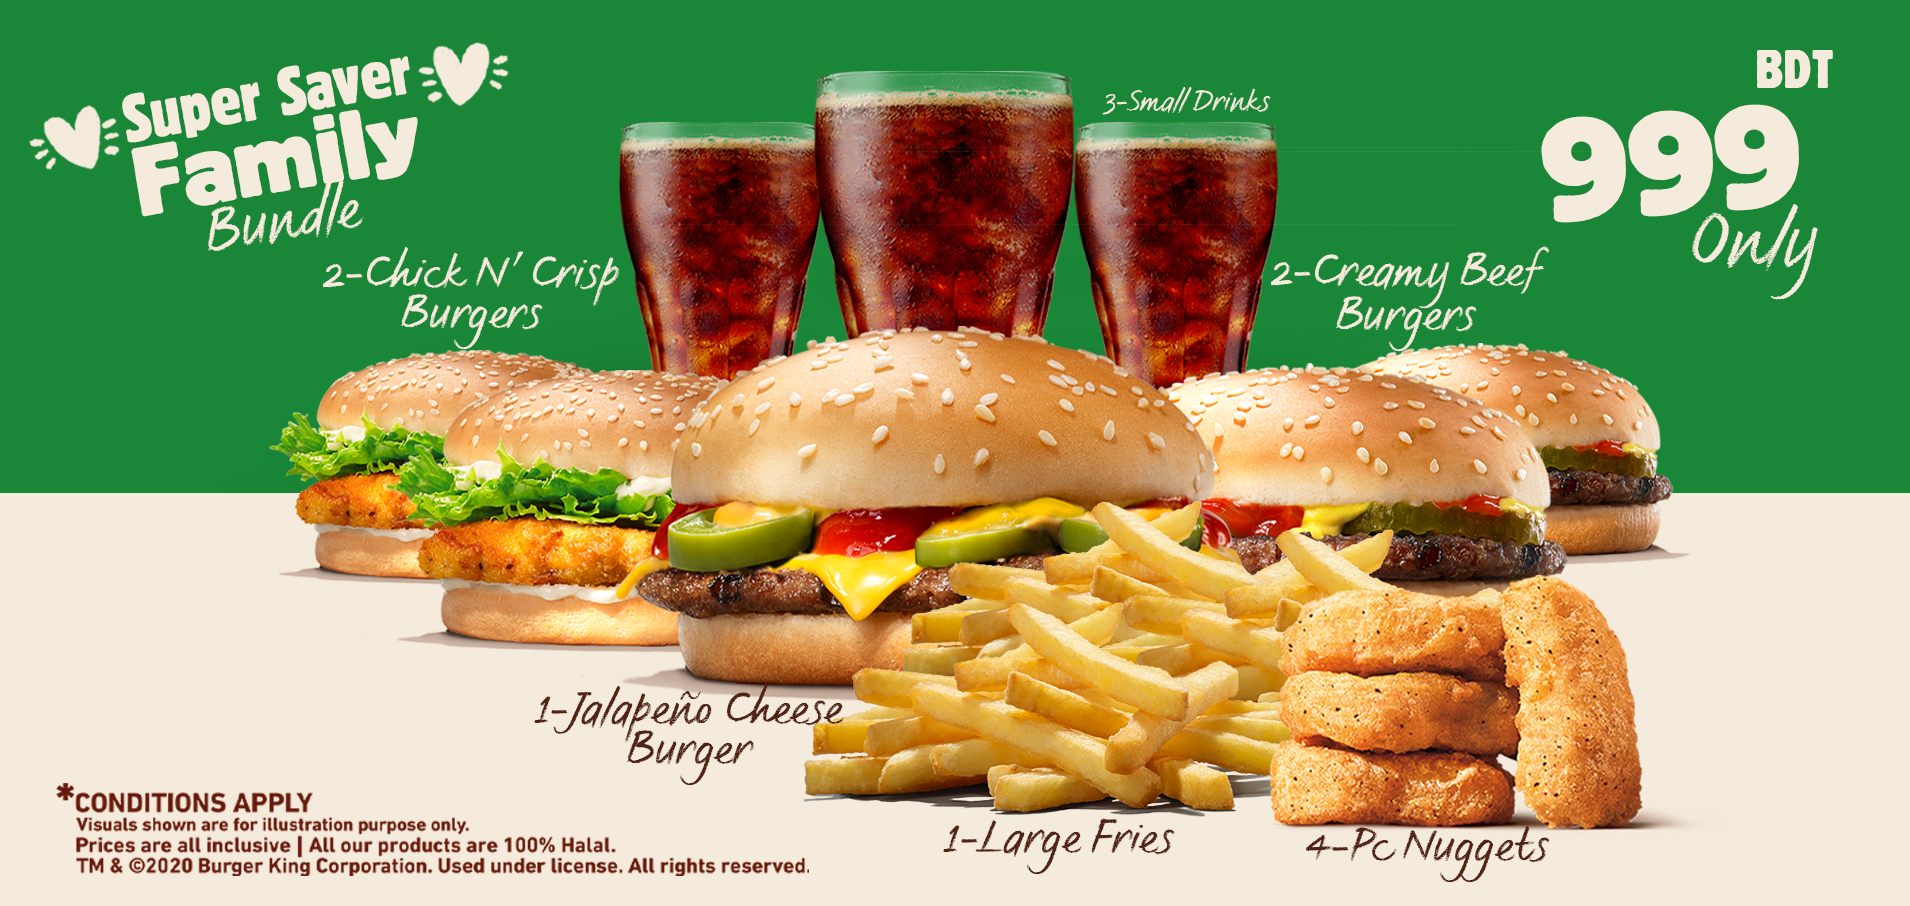 Super Saver
Family
Bundle
BDT
999
Only
3-Small Drinks
2-Chick N' Crisp
Burgers
2-Creamy Beef
Burgers
1-Jalapeño Cheese
Burger
1-Large Fries
4-Pc Nuggets
*CONDITIONS APPLY
Visuals shown are for illustration purpose only.
Prices are all inclusive | All our products are 100% Halal.
TM & ©2020 Burger King Corporation. Used under license. All rights reserved.